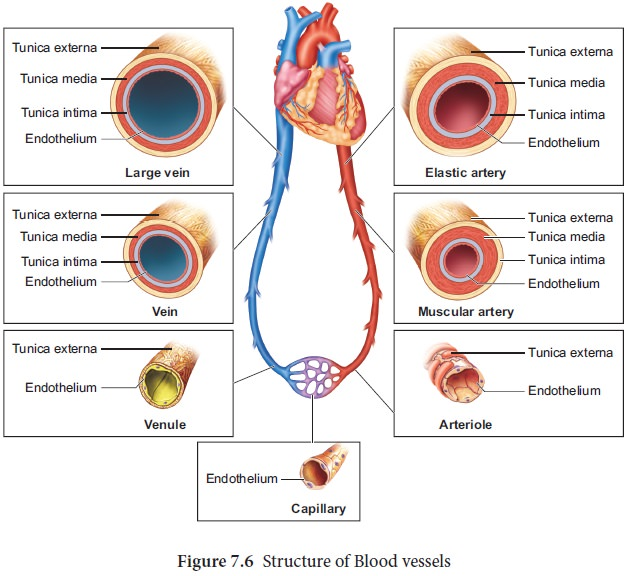 Tunica externa
Tunica media
Tunica intima
Endothelium
Large vein
Tunica externa
Tunica media
Tunica intima
Endothelium
Elastic artery
Tunica externa
Tunica media
Tunica intima
Endothelium
Vein
Tunica externa
Tunica media
Tunica intima
Endothelium
Muscular artery
Tunica externa
Endothelium
Venule
Tunica externa
Endothelium
Arteriole
Endothelium
Capillary
Figure 7.6 Structure of Blood vessels